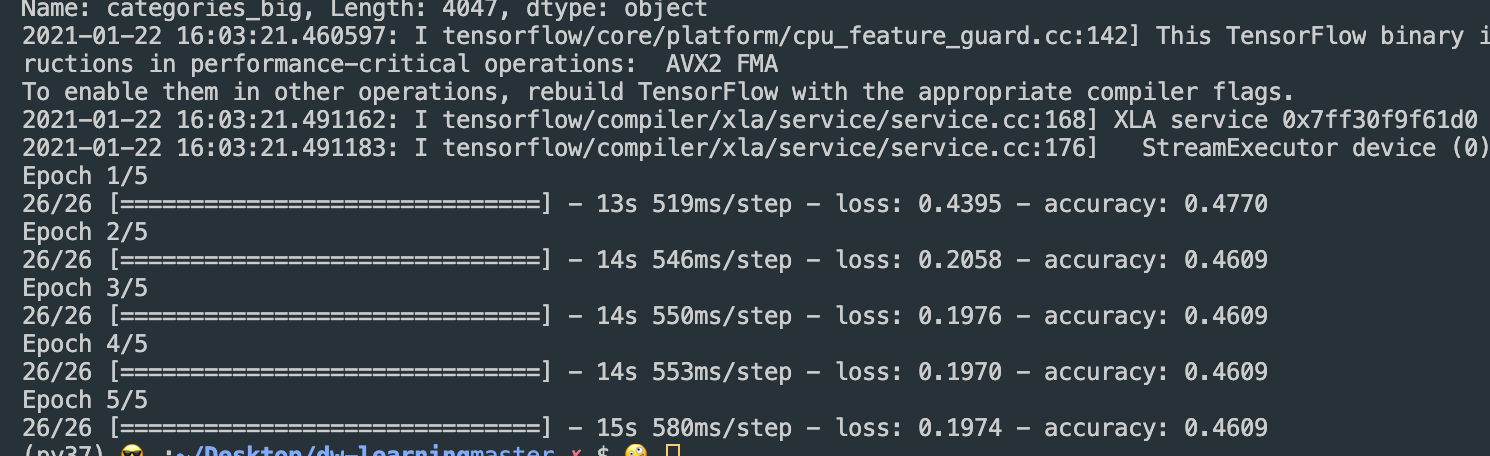 Name: categories_big, Length: 4047, dtype: object
2021-01-22 16:03:21.460597: I tensorflow/core/platform/cpu_feature_guard.cc:142] This TensorFlow binary i
ructions in performance-critical operations:  AVX2 FMA
To enable them in other operations, rebuild TensorFlow with the appropriate compiler flags.
2021-01-22 16:03:21.491162: I tensorflow/compiler/xla/service/service.cc:168] XLA service 0x7ff30f9f61d0
2021-01-22 16:03:21.491183: I tensorflow/compiler/xla/service/service.cc:176]   StreamExecutor device (0)
Epoch 1/5
26/26 [==============================] - 13s 519ms/step - loss: 0.4395 - accuracy: 0.4770
Epoch 2/5
26/26 [==============================] - 14s 546ms/step - loss: 0.2058 - accuracy: 0.4609
Epoch 3/5
26/26 [==============================] - 14s 550ms/step - loss: 0.1976 - accuracy: 0.4609
Epoch 4/5
26/26 [==============================] - 14s 553ms/step - loss: 0.1970 - accuracy: 0.4609
Epoch 5/5
26/26 [==============================] - 15s 580ms/step - loss: 0.1974 - accuracy: 0.4609
(py37) 😎 :~/Desktop/dw-learningmaster ✗ $